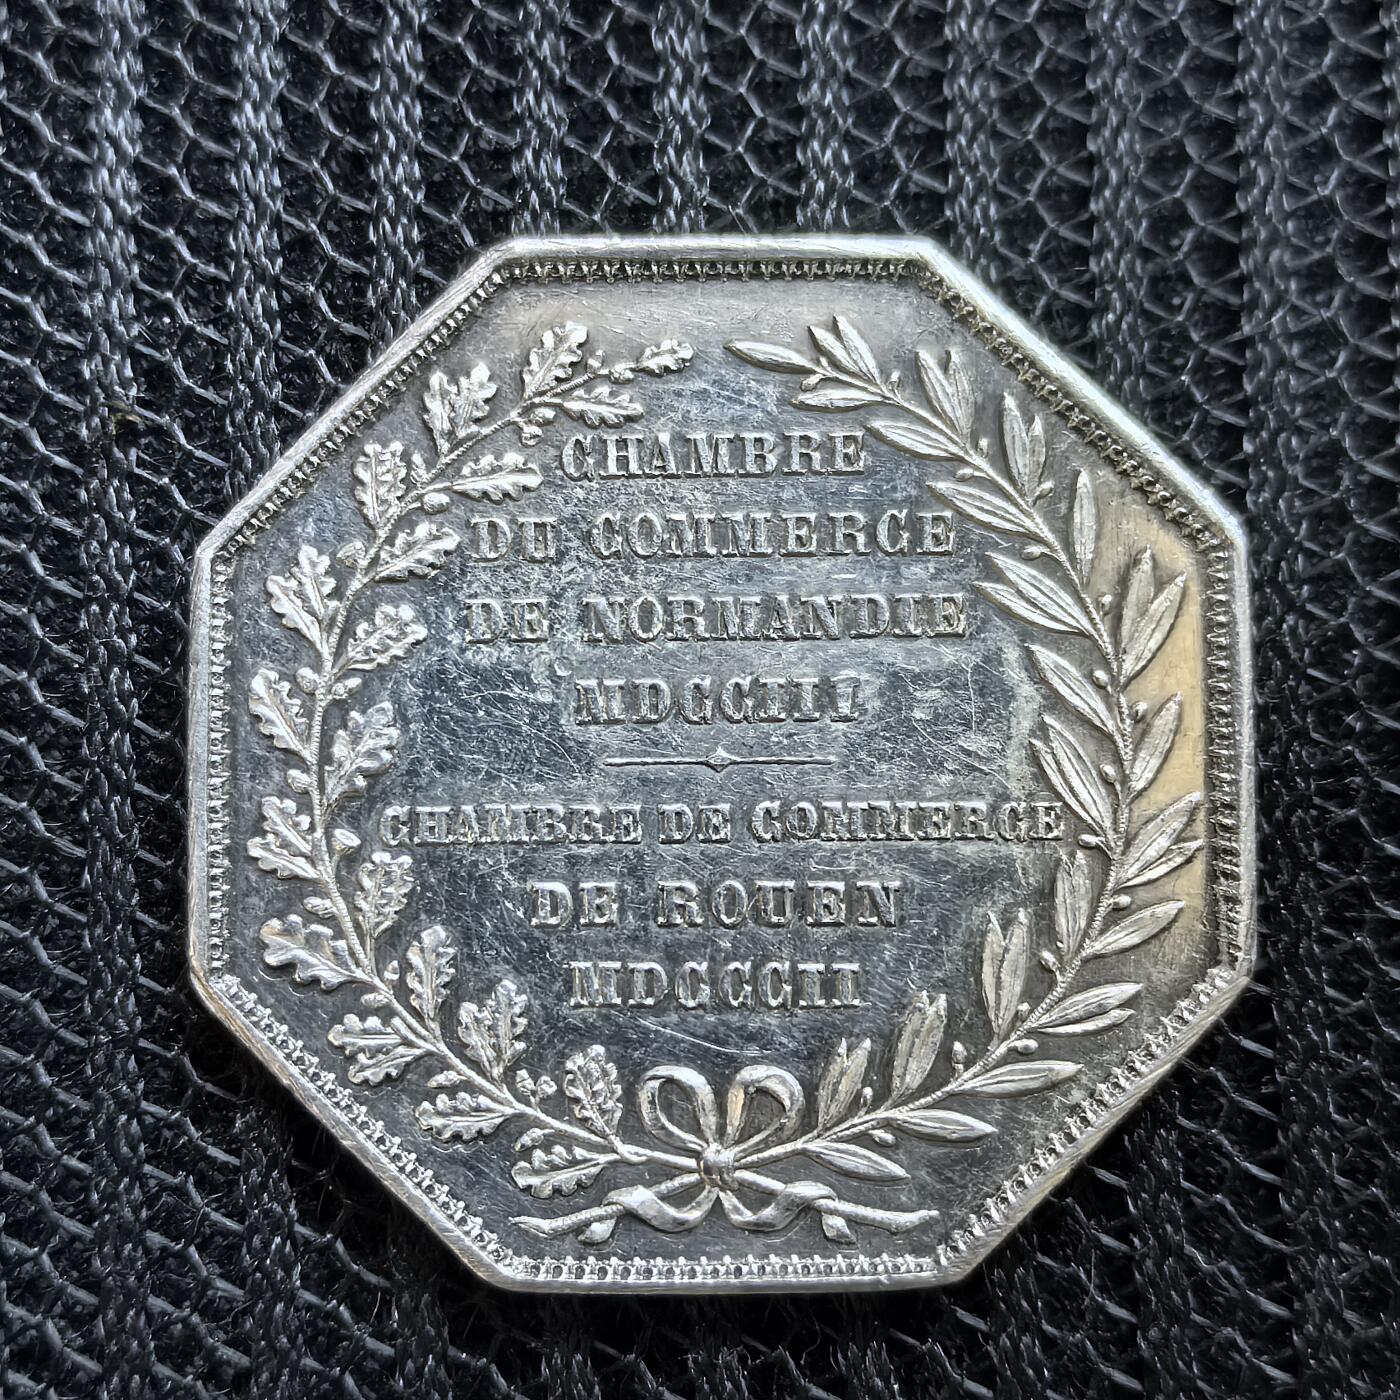 CHAMBRE
DU COMMERCE
DE NORMANDIE
MDCCIII
CHAMBRE DE COMMERCE
DE ROUEN
MDCCCII